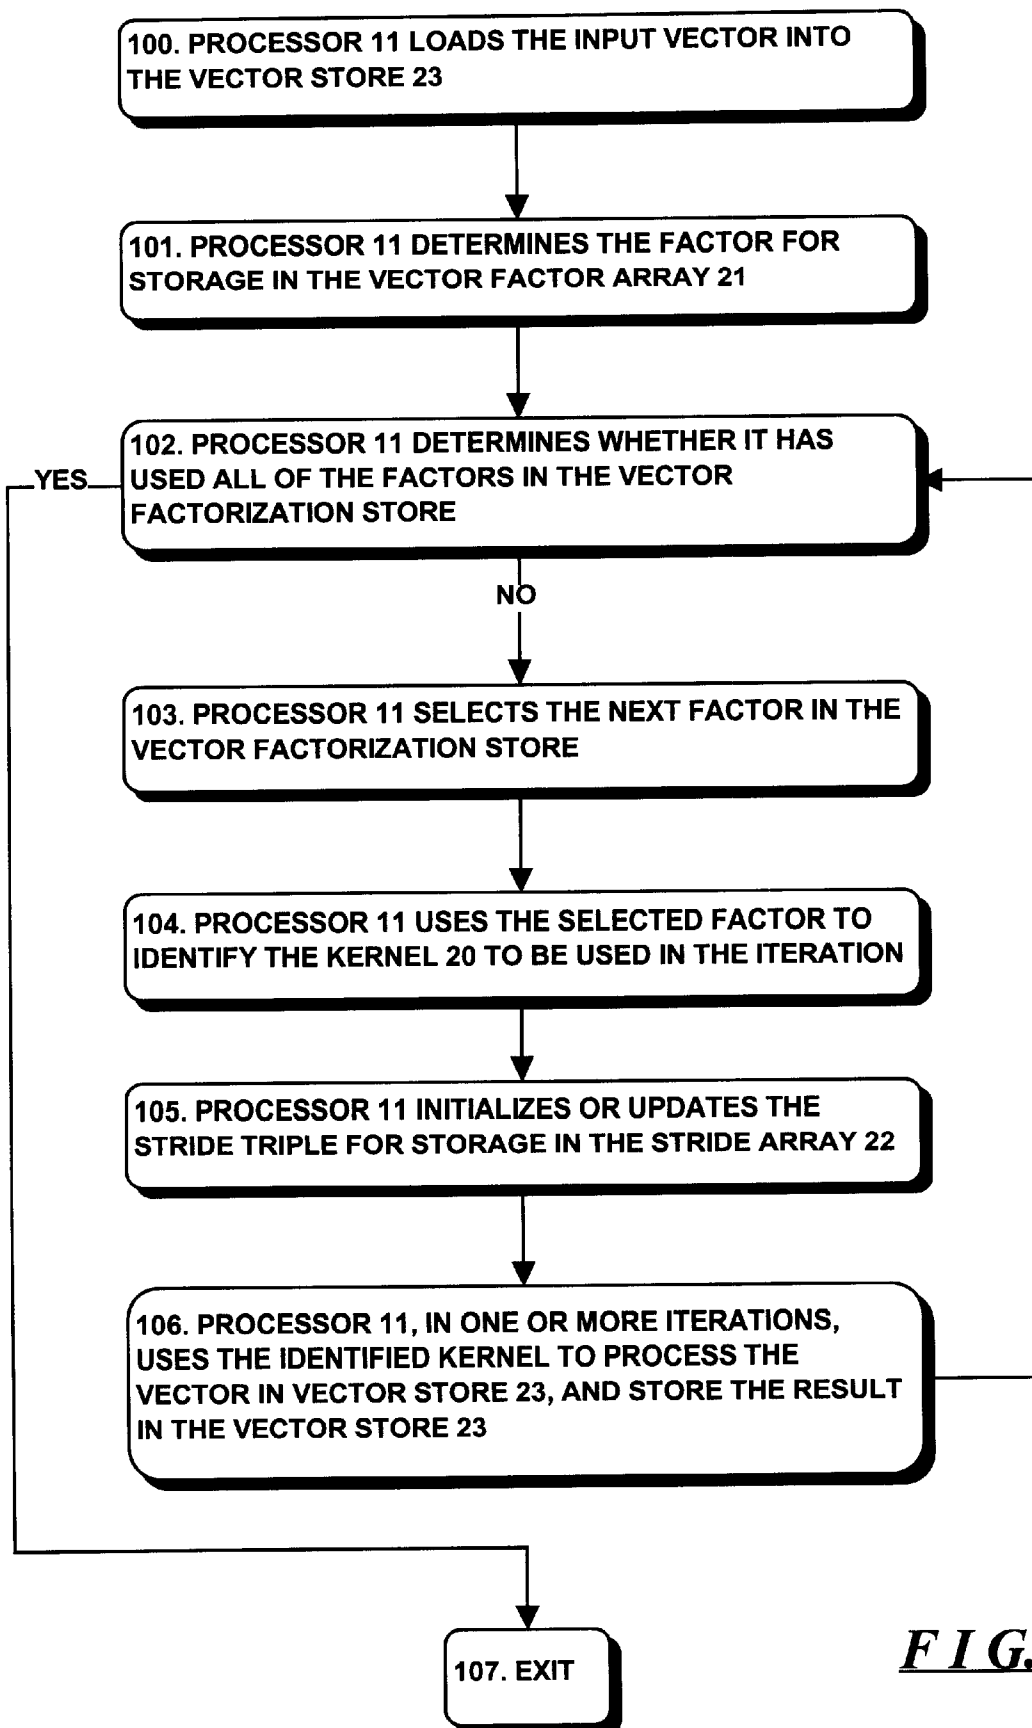 100. PROCESSOR 11 LOADS THE INPUT VECTOR INTO
THE VECTOR STORE 23
101. PROCESSOR 11 DETERMINES THE FACTOR FOR
STORAGE IN THE VECTOR FACTOR ARRAY 21
102. PROCESSOR 11 DETERMINES WHETHER IT HAS
USED ALL OF THE FACTORS IN THE VECTOR
FACTORIZATION STORE
YES
NO
103. PROCESSOR 11 SELECTS THE NEXT FACTOR IN THE
VECTOR FACTORIZATION STORE
104. PROCESSOR 11 USES THE SELECTED FACTOR TO
IDENTIFY THE KERNEL 20 TO BE USED IN THE ITERATION
105. PROCESSOR 11 INITIALIZES OR UPDATES THE
STRIDE TRIPLE FOR STORAGE IN THE STRIDE ARRAY 22
106. PROCESSOR 11, IN ONE OR MORE ITERATIONS,
USES THE IDENTIFIED KERNEL TO PROCESS THE
VECTOR IN VECTOR STORE 23, AND STORE THE RESULT
IN THE VECTOR STORE 23
107. EXIT
F I G.